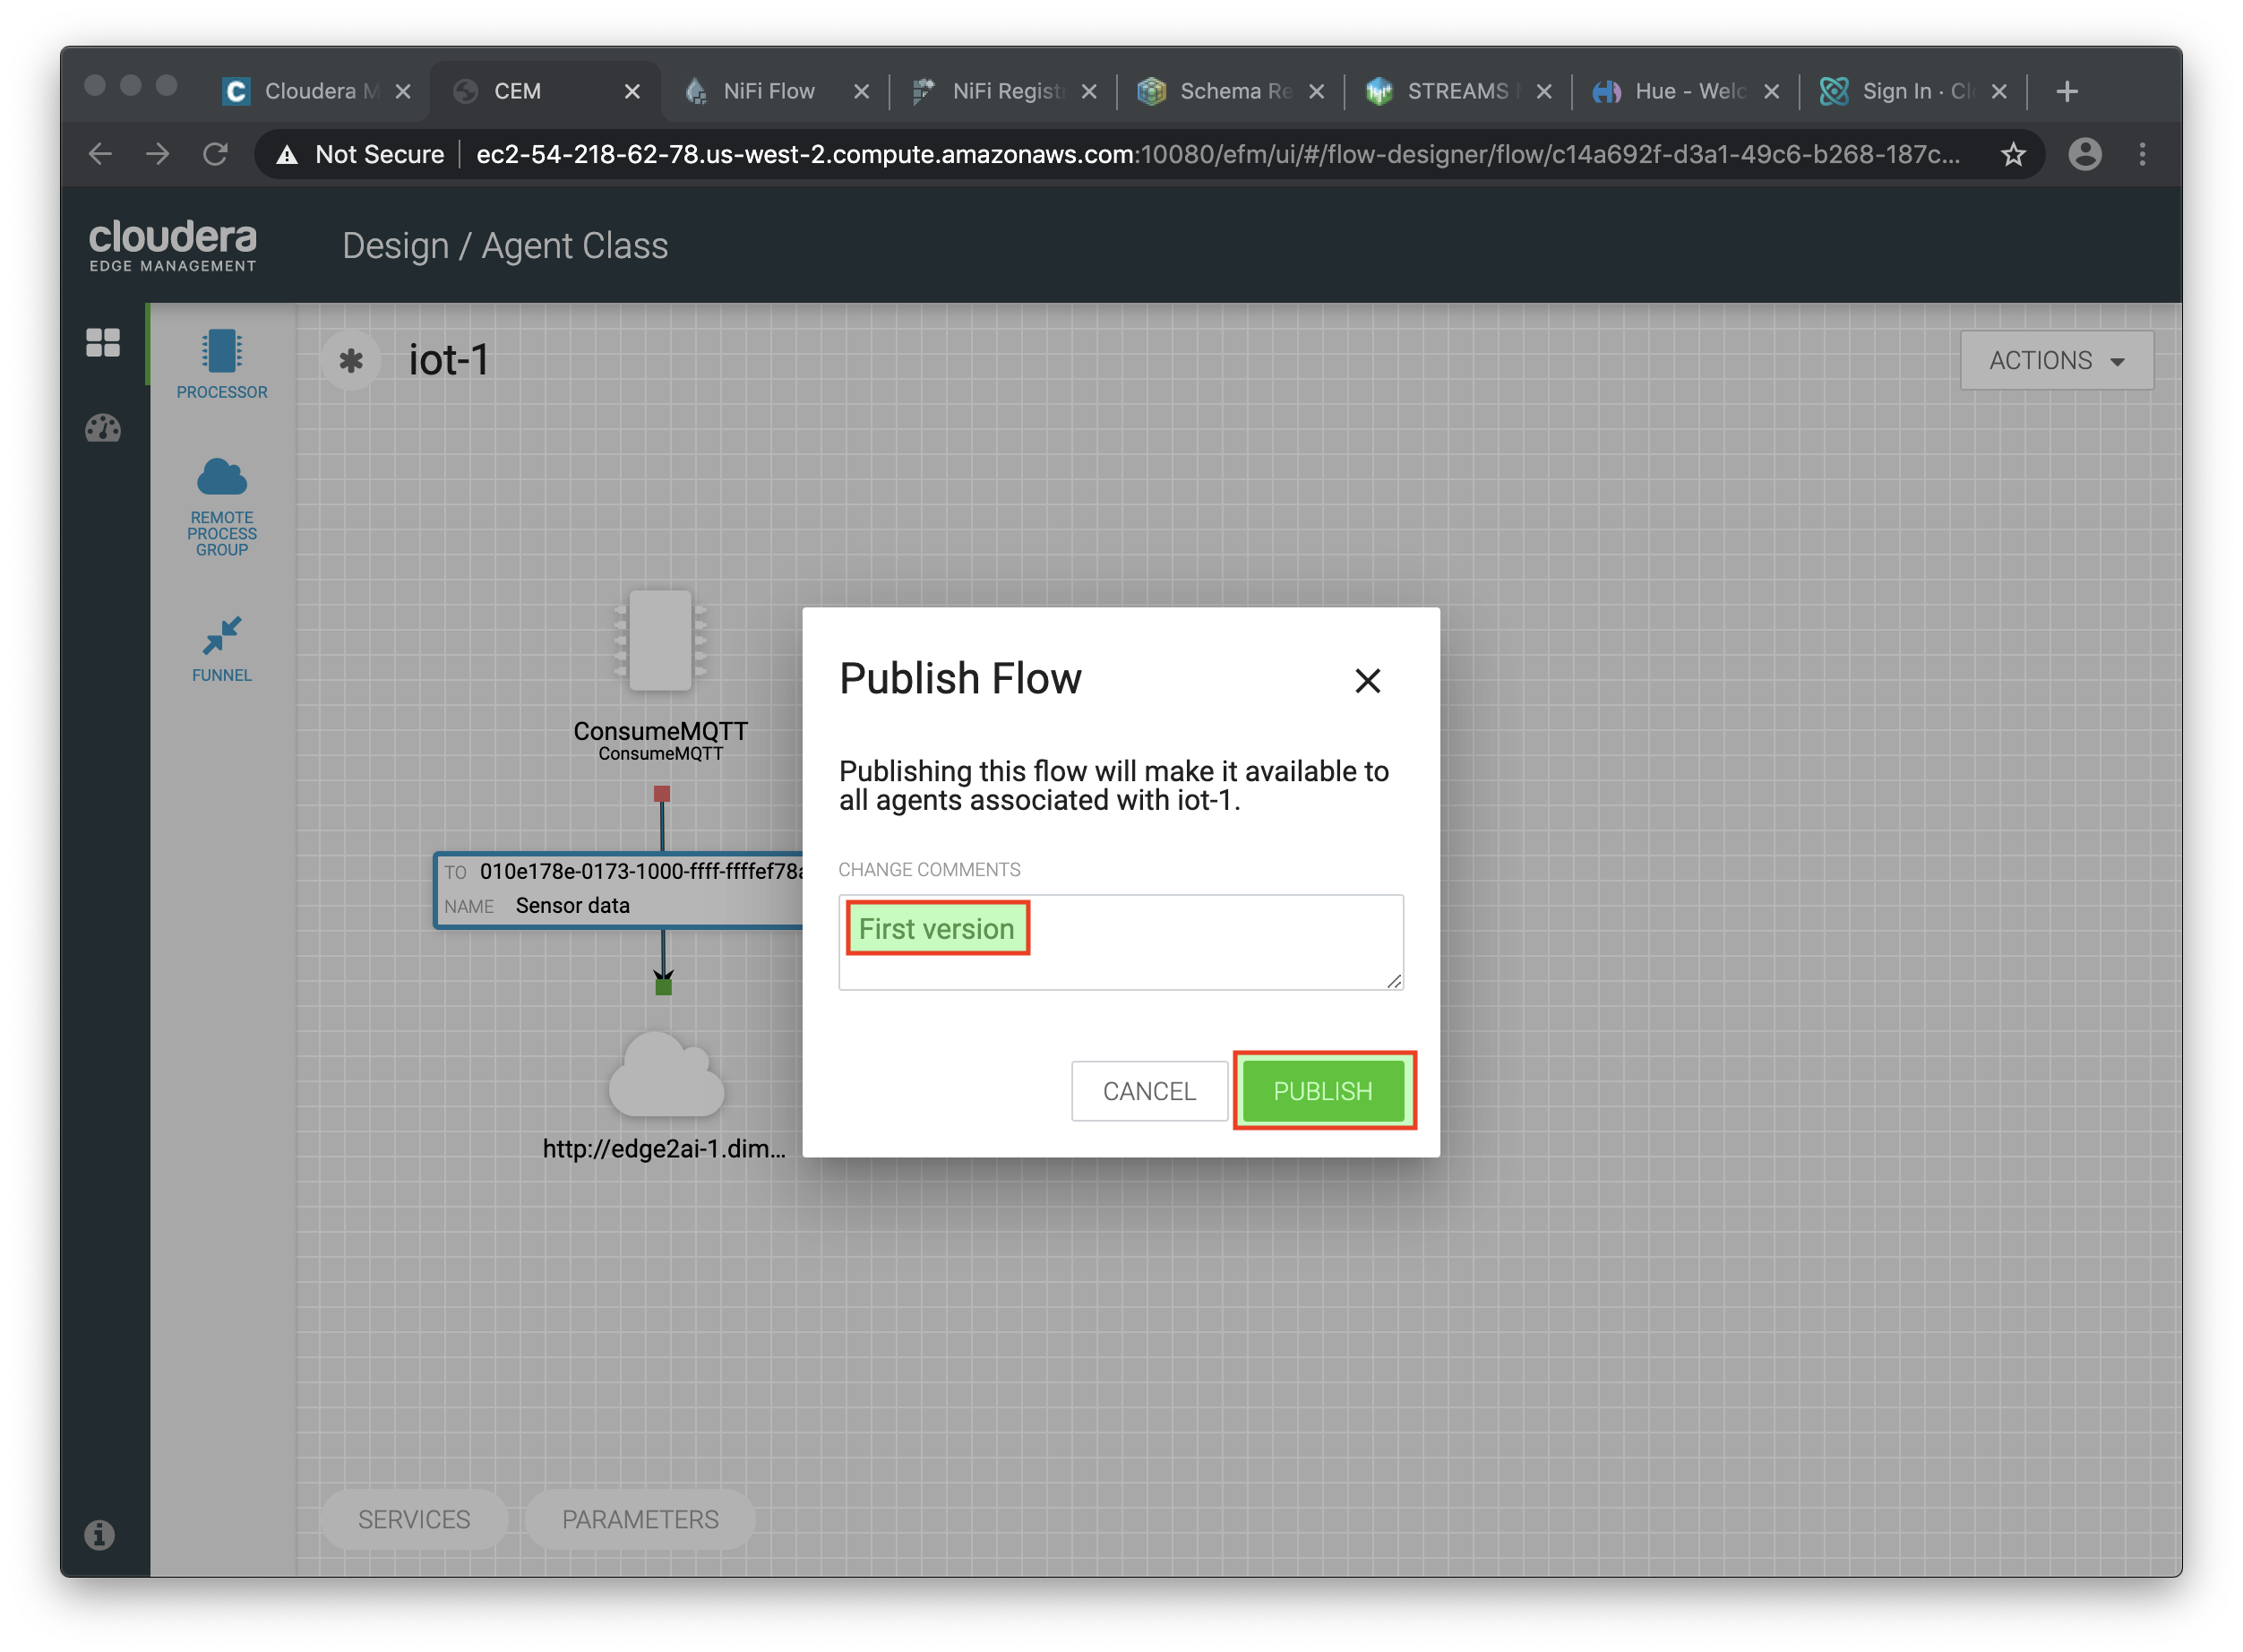 Cloudera M
CEM
NiFi Flow
NiFi Regist
Schema Re
STREAMS
Hue - Welc
Sign In · Cl
Not Secure
ec2-54-218-62-78.us-west-2.compute.amazonaws.com:10080/efm/ui/#/flow-designer/flow/c14a692f-d3a1-49c6-b268-187c...
cloudera
EDGE MANAGEMENT
Design / Agent Class
PROCESSOR
REMOTE
PROCESS
GROUP
FUNNEL
iot-1
ACTIONS
ConsumeMQTT
ConsumeMQTT
TO 010e178e-0173-1000-ffff-ffffef78a
NAME Sensor data
http://edge2ai-1.dim...
Publish Flow
Publishing this flow will make it available to
all agents associated with iot-1.
CHANGE COMMENTS
First version
CANCEL
PUBLISH
SERVICES
PARAMETERS